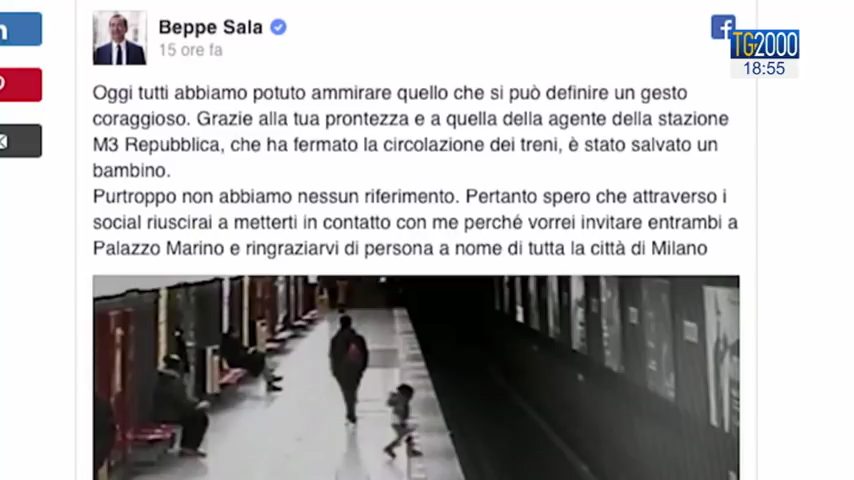 Beppe Sala
15 ore fa
TG2000
18:55
Oggi tutti abbiamo potuto ammirare quello che si può definire un gesto
coraggioso. Grazie alla tua prontezza e a quella della agente della stazione
M3 Repubblica, che ha fermato la circolazione dei treni, è stato salvato un
bambino.
Purtroppo non abbiamo nessun riferimento. Pertanto spero che attraverso i
social riuscirai a metterti in contatto con me perché vorrei invitare entrambi a
Palazzo Marino e ringraziarvi di persona a nome di tutta la città di Milano